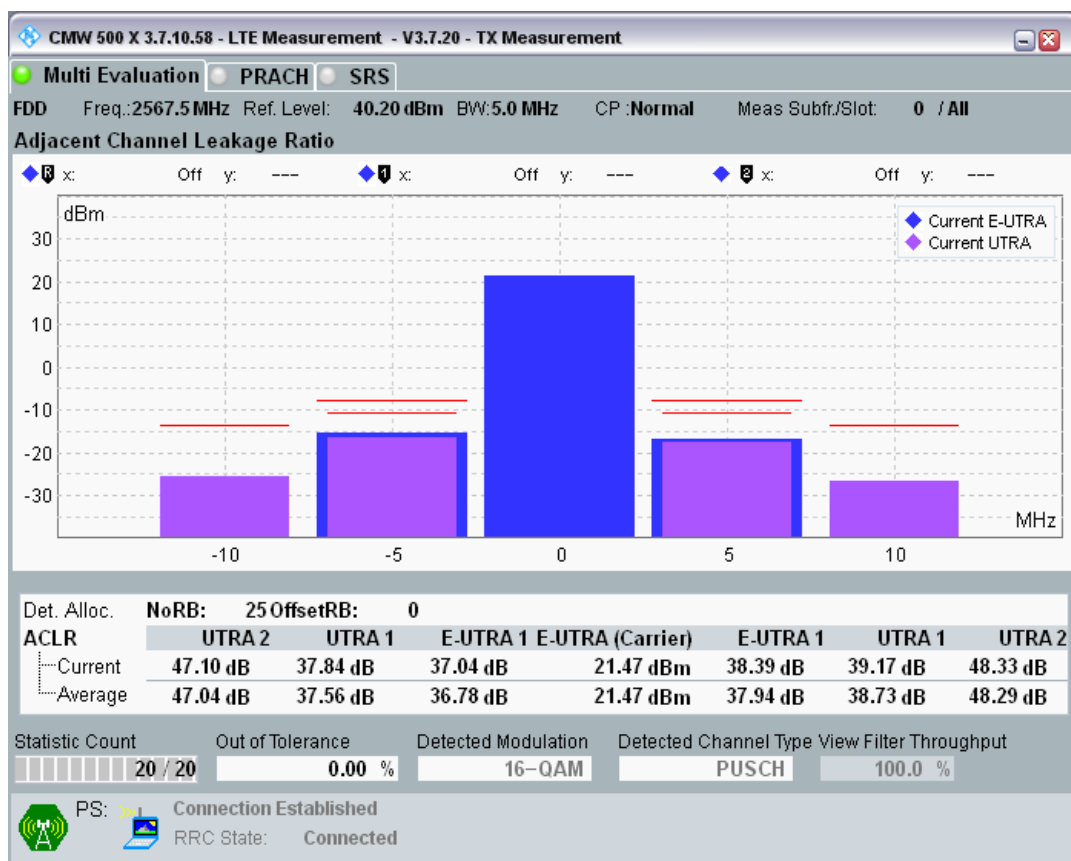 CMW 500 X 3.7.10.58 - LTE Measurement - V3.7.20 - TX Measurement
Multi Evaluation PRACH SRS
FDD Freq.:2567.5 MHz Ref. Level: 40.20 dBm BW:5.0 MHz CP :Normal Meas Subfr./Slot: 0 / All
Adjacent Channel Leakage Ratio
R x: Off y: --- 1 x: Off y: --- 2 x: Off y: ---
dBm
Current E-UTRA
Current UTRA
30
20
10
0
-10
-20
-30
MHz
-10 -5 0 5 10
Det. Alloc. NoRB: 25 OffsetRB: 0
ACLR UTRA 2 UTRA 1 E-UTRA 1 E-UTRA (Carrier) E-UTRA 1 UTRA 1 UTRA 2
Current 47.10 dB 37.84 dB 37.04 dB 21.47 dBm 38.39 dB 39.17 dB 48.33 dB
Average 47.04 dB 37.56 dB 36.78 dB 21.47 dBm 37.94 dB 38.73 dB 48.29 dB
Statistic Count Out of Tolerance Detected Modulation Detected Channel Type View Filter Throughput
20 / 20 0.00 % 16-QAM PUSCH 100.0 %
PS: Connection Established
RRC State: Connected